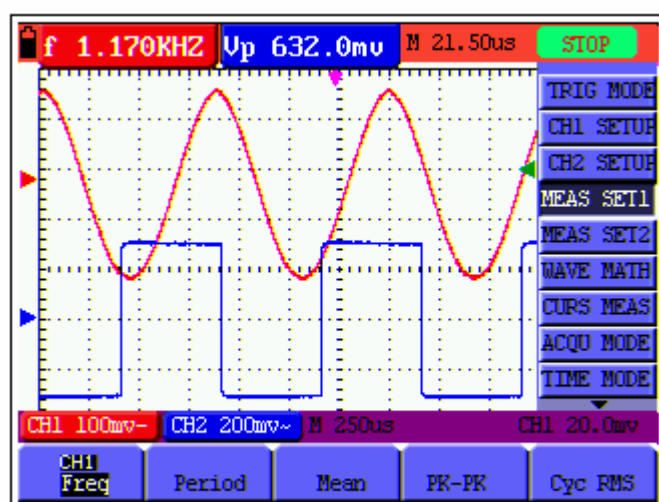 f 1.170KHZ Vp 632.0mv M 21.50us STOP
TRIG MODE
CH1 SETUP
CH2 SETUP
MEAS SET1
MEAS SET2
WAVE MATH
CURS MEAS
ACQU MODE
TIME MODE
CH1 100mv- CH2 200mv~ M 250us CH1 20.0mv
CH1
Freq Period Mean PK-PK Cyc RMS